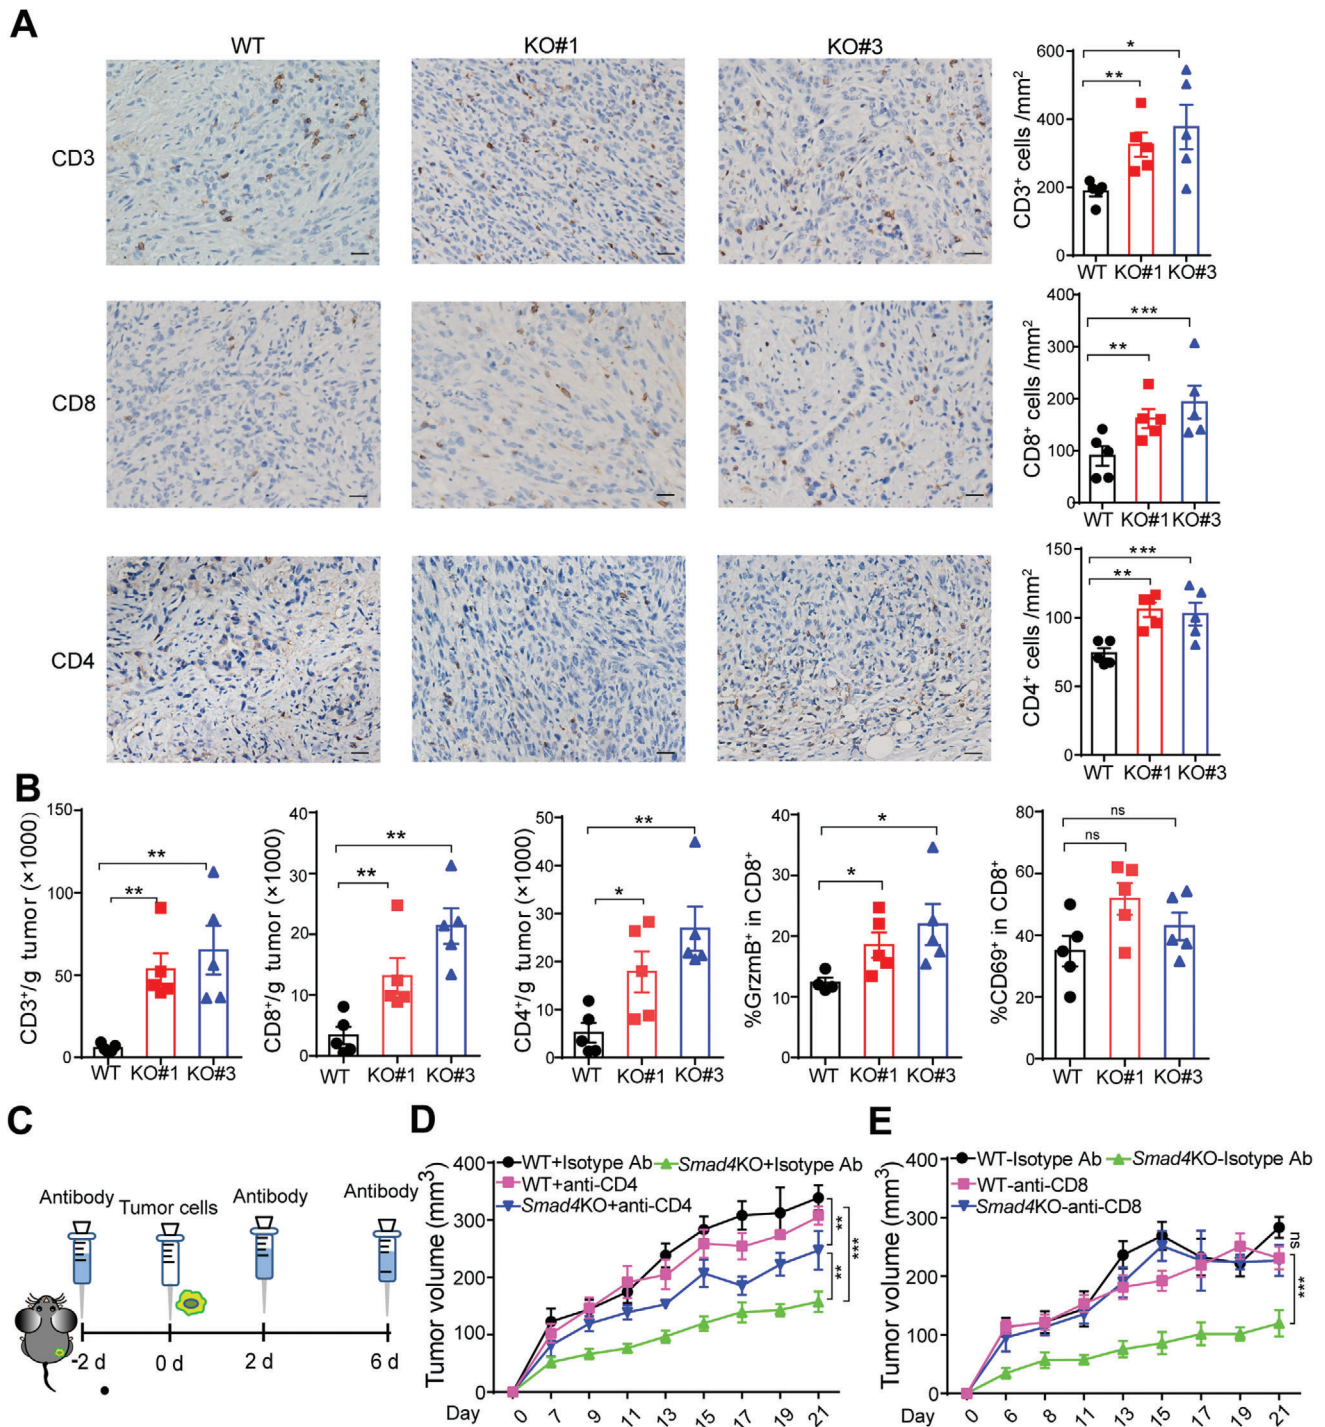 A
WT KO#1 KO#3
CD3
CD3⁺ cells /mm²
600
400
200
0
* **
WT KO#1 KO#3
CD8
CD8⁺ cells /mm²
400
300
200
100
0
*** **
WT KO#1 KO#3
CD4
CD4⁺ cells /mm²
150
100
50
0
*** **
WT KO#1 KO#3
B
CD3⁺/g tumor (×1000)
150
100
50
0
** **
WT KO#1 KO#3
CD8⁺/g tumor (×1000)
40
30
20
10
0
** **
WT KO#1 KO#3
CD4⁺/g tumor (×1000)
50
40
30
20
10
0
** *
WT KO#1 KO#3
%GrzmB⁺ in CD8⁺
40
30
20
10
0
* *
WT KO#1 KO#3
%CD69⁺ in CD8⁺
80
60
40
20
0
ns ns
WT KO#1 KO#3
C
Antibody Tumor cells Antibody Antibody
-2 d 0 d 2 d 6 d
D
WT+Isotype Ab Smad4KO+Isotype Ab
WT+anti-CD4
Smad4KO+anti-CD4
Tumor volume (mm³)
400
300
200
100
0
** *** **
Day 0 7 9 11 13 15 17 19 21
E
WT-Isotype Ab Smad4KO-Isotype Ab
WT-anti-CD8
Smad4KO-anti-CD8
Tumor volume (mm³)
400
300
200
100
0
ns ***
Day 0 6 8 11 13 15 17 19 21